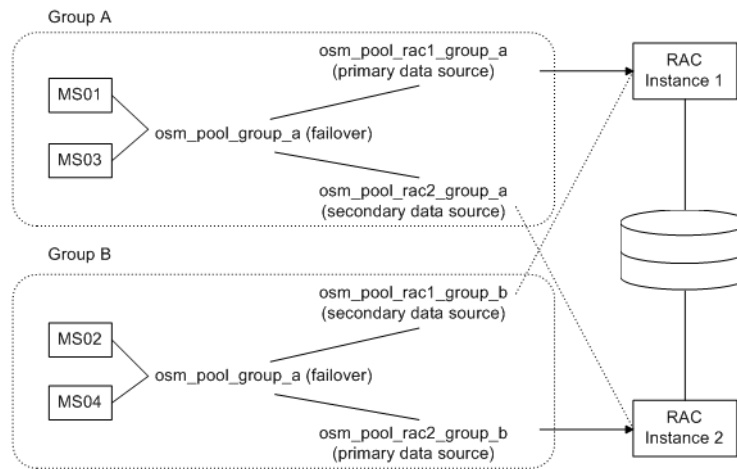 Group A
osm_pool_rac1_group_a
(primary data source)
RAC
Instance 1
MS01
osm_pool_group_a (failover)
MS03
osm_pool_rac2_group_a
(secondary data source)
Group B
osm_pool_rac1_group_b
(secondary data source)
MS02
osm_pool_group_a (failover)
MS04
osm_pool_rac2_group_b
(primary data source)
RAC
Instance 2